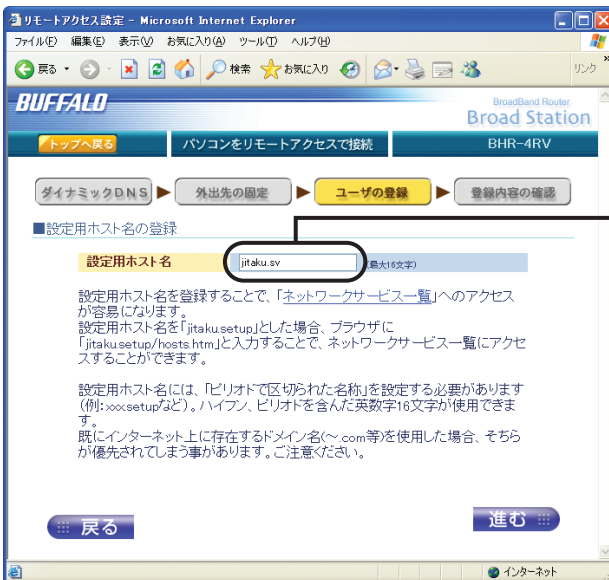 リモートアクセス設定 - Microsoft Internet Explorer
ファイル(F) 編集(E) 表示(V) お気に入り(A) ツール(T) ヘルプ(H)
戻る 検索 お気に入り リンク »
BUFFALO
BroadBand Router
Broad Station
トップへ戻る パソコンをリモートアクセスで接続 BHR-4RV
ダイナミックDNS 外出先の固定 ユーザの登録 登録内容の確認
■設定用ホスト名の登録
設定用ホスト名 jitaku.sv (最大16文字)
設定用ホスト名を登録することで、「ネットワークサービス一覧」へのアクセス
が容易になります。
設定用ホスト名を「jitaku.setup」とした場合、ブラウザに
「jitaku.setup/hosts.htm」と入力することで、ネットワークサービス一覧にアクセ
スすることができます。
設定用ホスト名には、「ピリオドで区切られた名称」を設定する必要があります
(例:xxx.setupなど)。ハイフン、ピリオドを含んだ英数字16文字が使用できま
す。
既にインターネット上に存在するドメイン名(~.com等)を使用した場合、そちら
が優先されてしまう事があります。ご注意ください。
戻る 進む
インターネット